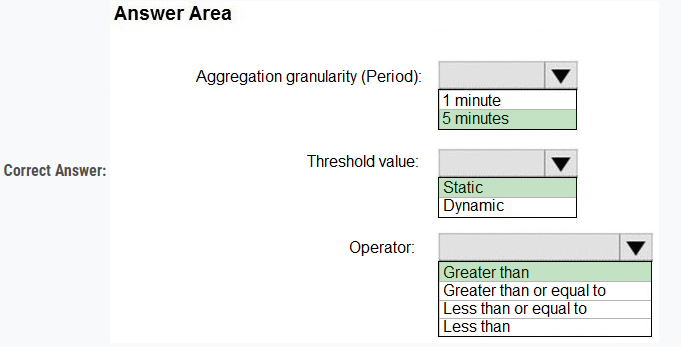 Answer Area
Aggregation granularity (Period):
1 minute
5 minutes
Correct Answer:
Threshold value:
Static
Dynamic
Operator:
Greater than
Greater than or equal to
Less than or equal to
Less than